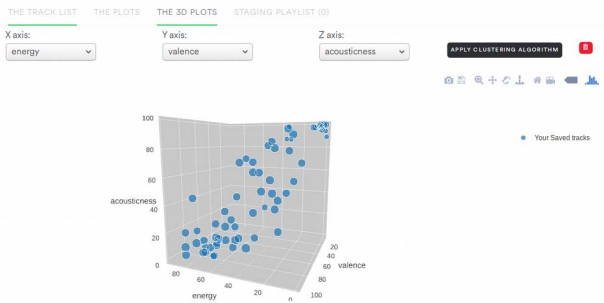 THE TRACK LIST THE PLOTS THE 3D PLOTS STAGING PLAYLIST (0)
X axis: Y axis: Z axis:
energy valence acousticness
APPLY CLUSTERING ALGORITHM
Your Saved tracks
100
80
60
acousticness
40
20
0
80
60
40
20
0
energy
20
40
60
80
100
valence